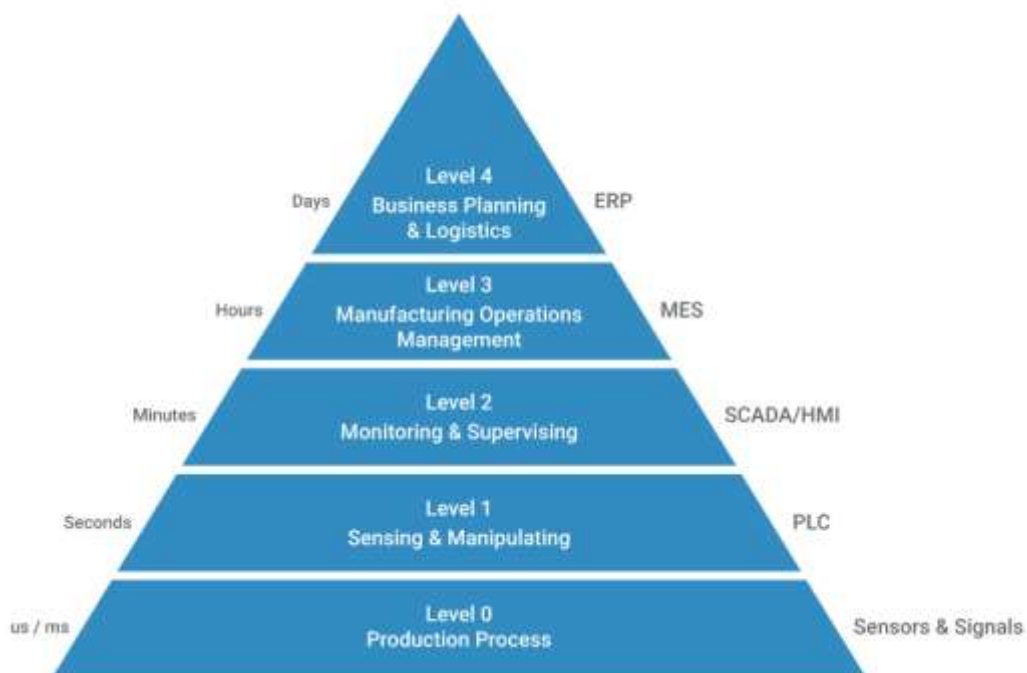 Level 4
Days
Business Planning
& Logistics
ERP
Level 3
Hours
Manufacturing Operations
Management
MES
Level 2
Minutes
Monitoring & Supervising
SCADA/HMI
Level 1
Seconds
Sensing & Manipulating
PLC
Level 0
us / ms
Production Process
Sensors & Signals